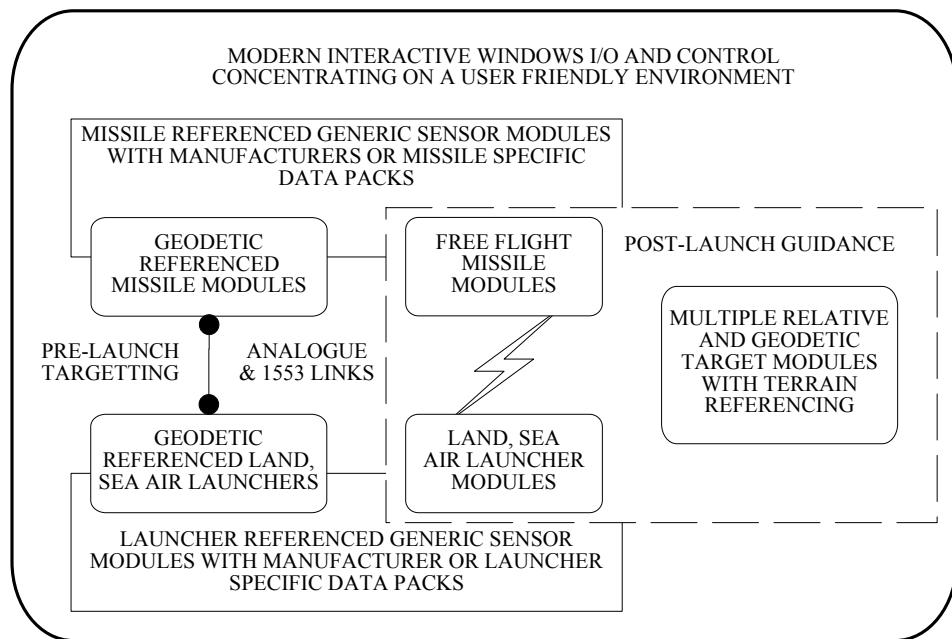 MODERN INTERACTIVE WINDOWS I/O AND CONTROL
CONCENTRATING ON A USER FRIENDLY ENVIRONMENT
MISSILE REFERENCED GENERIC SENSOR MODULES
WITH MANUFACTURERS OR MISSILE SPECIFIC
DATA PACKS
GEODETIC
REFERENCED
MISSILE MODULES
FREE FLIGHT
MISSILE
MODULES
POST-LAUNCH GUIDANCE
MULTIPLE RELATIVE
AND GEODETIC
TARGET MODULES
WITH TERRAIN
REFERENCING
PRE-LAUNCH
TARGETTING
ANALOGUE
& 1553 LINKS
GEODETIC
REFERENCED LAND,
SEA AIR LAUNCHERS
LAND, SEA
AIR LAUNCHER
MODULES
LAUNCHER REFERENCED GENERIC SENSOR
MODULES WITH MANUFACTURER OR LAUNCHER
SPECIFIC DATA PACKS